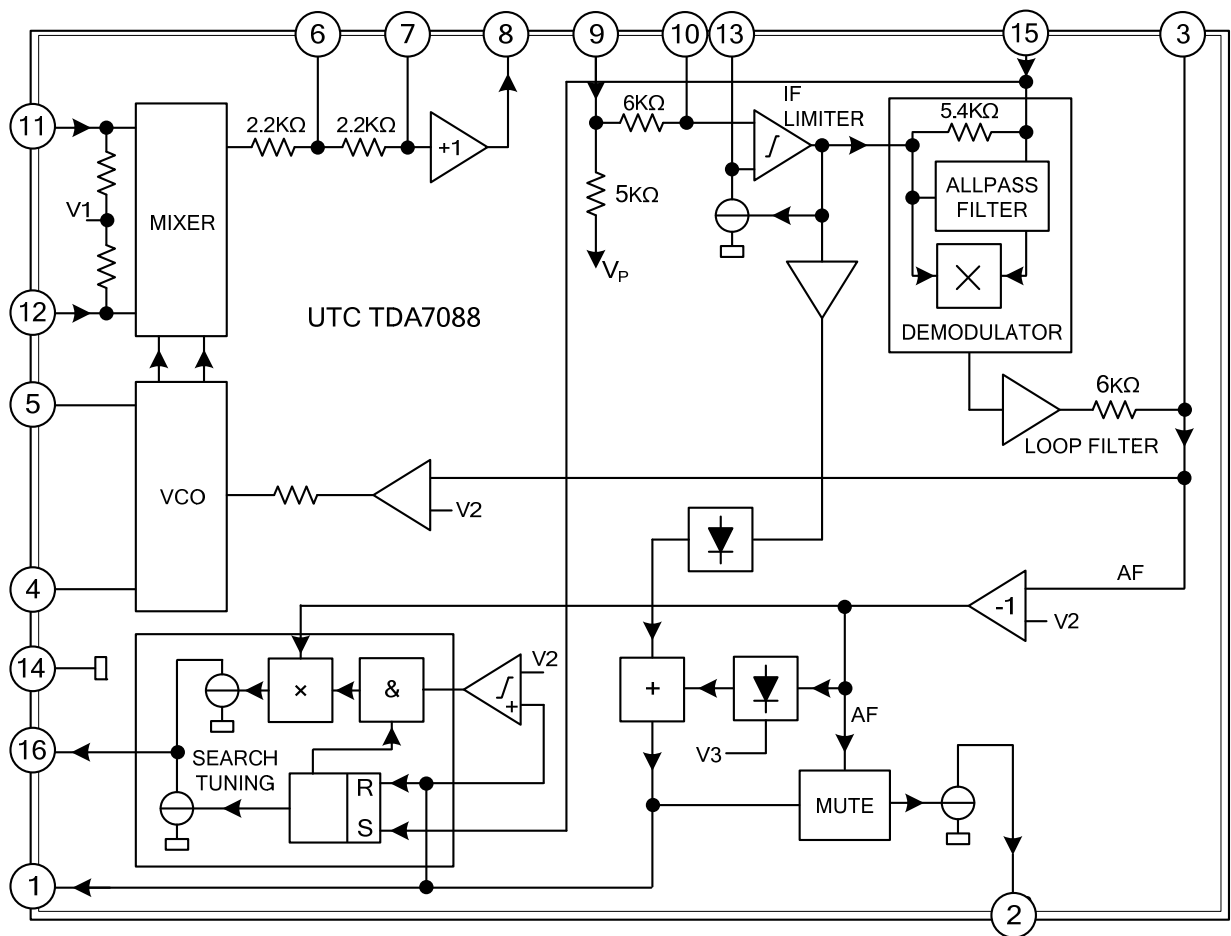 6
7
8
9
10
13
15
3
11
2.2KΩ
2.2KΩ
+1
6KΩ
IF
LIMITER
5.4KΩ
V1
MIXER
5KΩ
ALLPASS
FILTER
VP
×
12
UTC TDA7088
DEMODULATOR
5
6KΩ
LOOP FILTER
VCO
V2
4
AF
-1
V2
14
×
&
V2
+
+
AF
V3
16
SEARCH
TUNING
R
S
MUTE
1
2